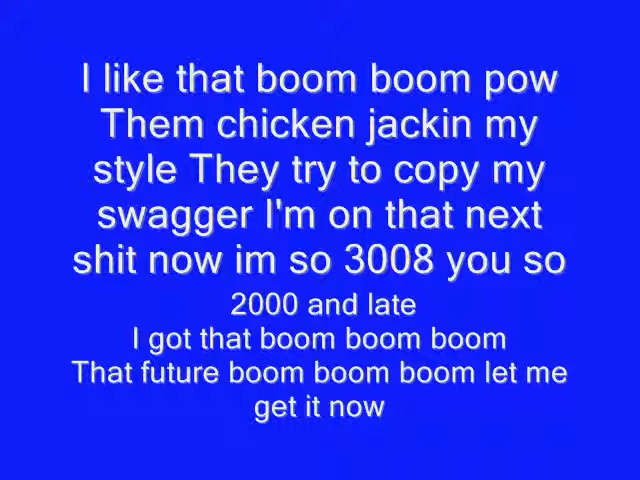 I like that boom boom pow
Them chicken jackin my
style They try to copy my
swagger I'm on that next
shit now im so 3008 you so
2000 and late
I got that boom boom boom
That future boom boom boom let me
get it now